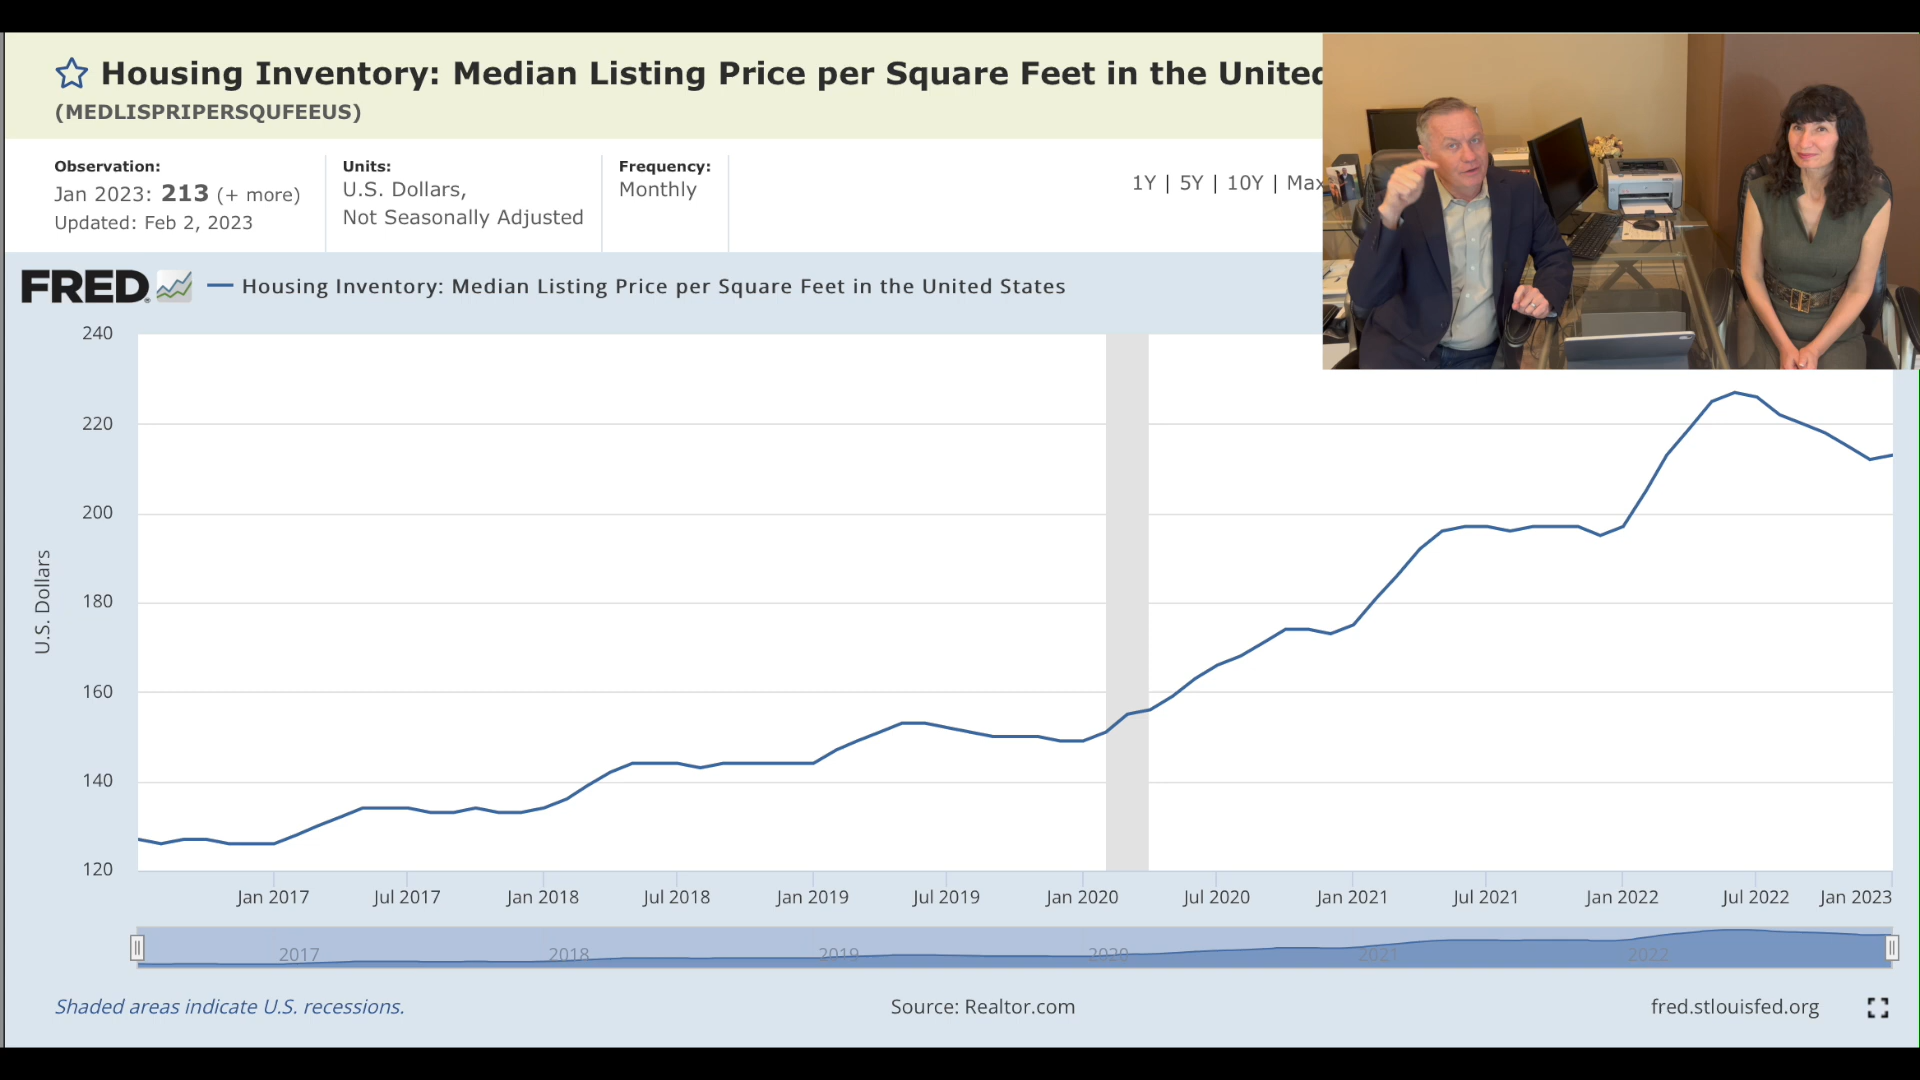 Housing Inventory: Median Listing Price per Square Feet in the United
(MEDLISPRIPERSQUFEEUS)
Observation:
Jan 2023: 213 (+ more)
Updated: Feb 2, 2023
Units:
U.S. Dollars,
Not Seasonally Adjusted
Frequency:
Monthly
1Y | 5Y | 10Y | Max
FRED
Housing Inventory: Median Listing Price per Square Feet in the United States
240
220
200
180
160
140
120
U.S. Dollars
Jan 2017 Jul 2017 Jan 2018 Jul 2018 Jan 2019 Jul 2019 Jan 2020 Jul 2020 Jan 2021 Jul 2021 Jan 2022 Jul 2022 Jan 2023
2017 2018 2019 2020 2021 2022
Shaded areas indicate U.S. recessions.
Source: Realtor.com
fred.stlouisfed.org